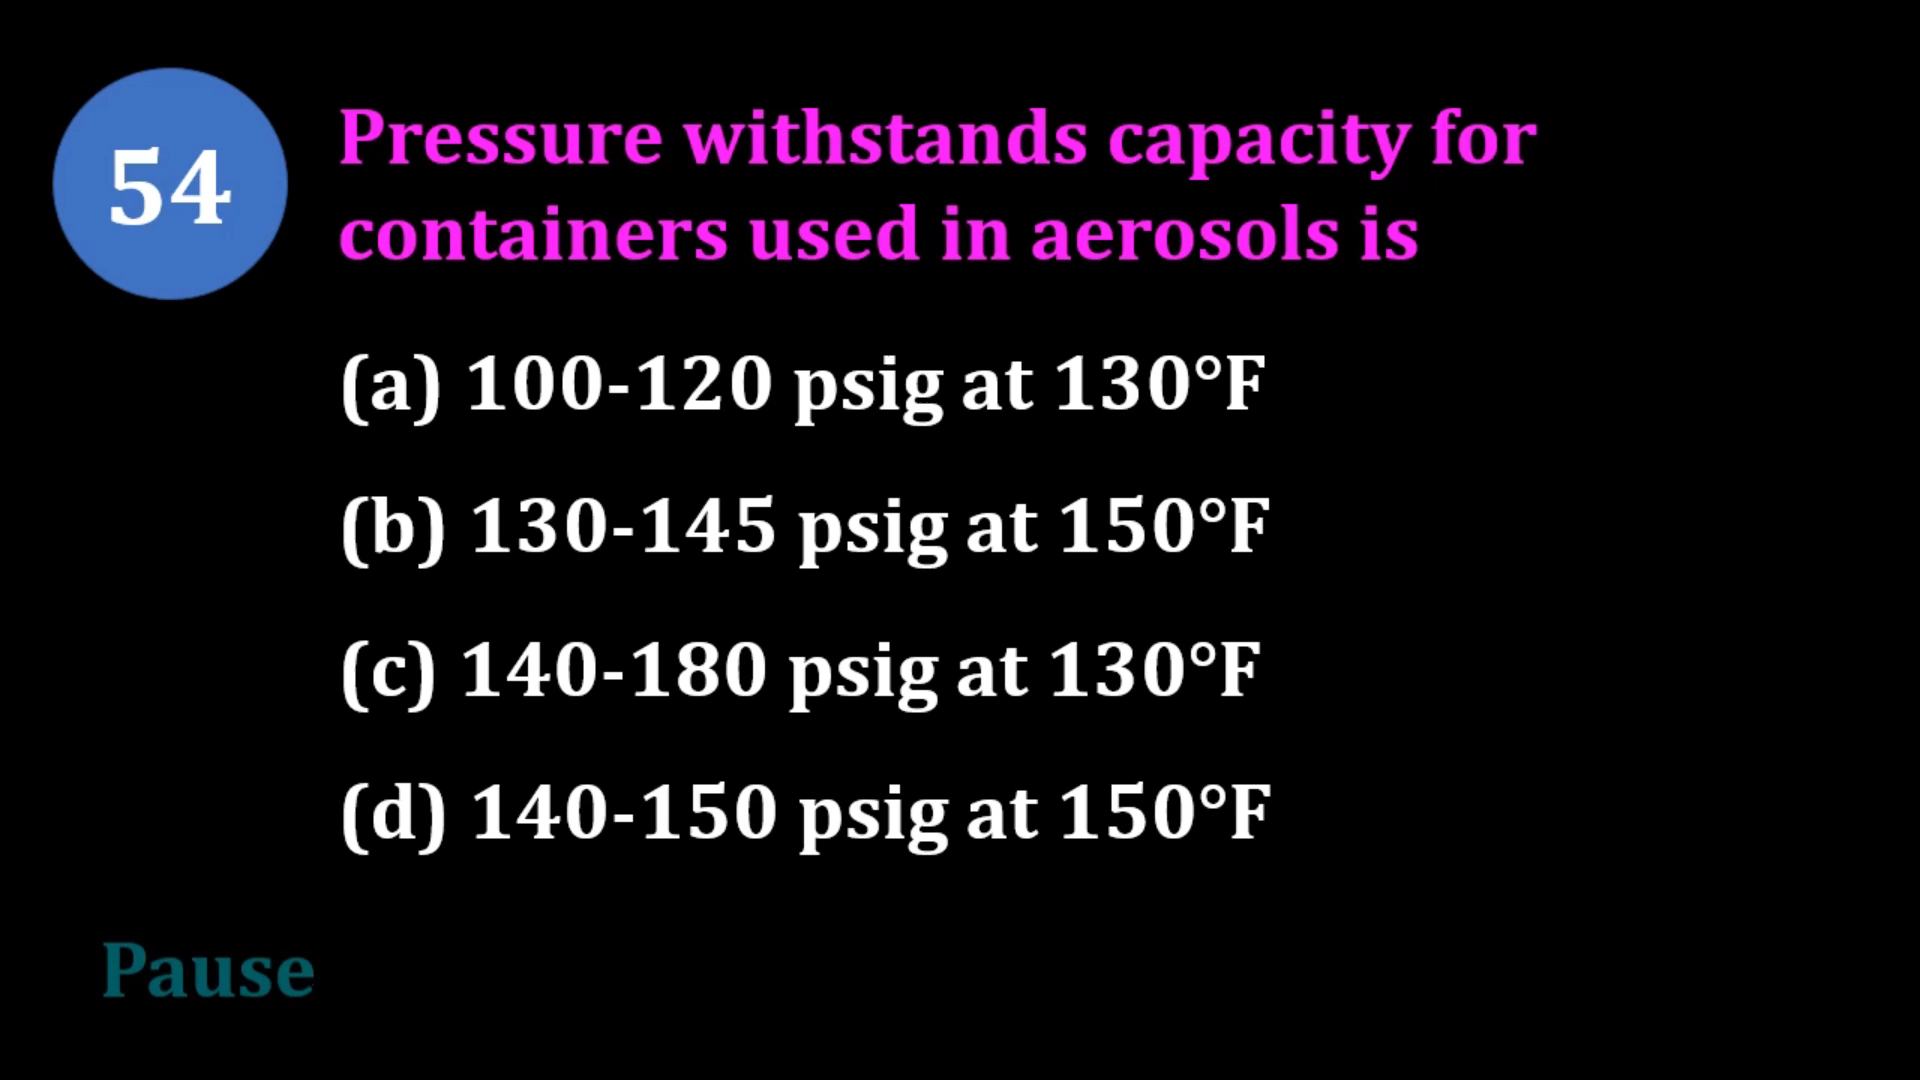 54
Pressure withstands capacity for
containers used in aerosols is
(a) 100-120 psig at 130°F
(b) 130-145 psig at 150°F
(c) 140-180 psig at 130°F
(d) 140-150 psig at 150°F
Pause